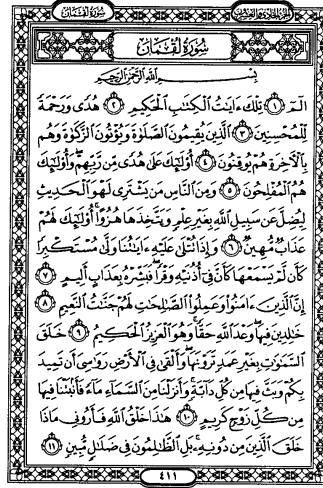 سورة لقمان
الجزء الحادي والعشرون
سُورَةُ لُقْمَانَ
بِسْمِ اللَّهِ الرَّحْمَٰنِ الرَّحِيمِ
الٓمٓ ١ تِلْكَ ءَايَٰتُ ٱلْكِتَٰبِ ٱلْحَكِيمِ ٢ هُدًى وَرَحْمَةً
لِّلْمُحْسِنِينَ ٣ ٱلَّذِينَ يُقِيمُونَ ٱلصَّلَوٰةَ وَيُؤْتُونَ ٱلزَّكَوٰةَ وَهُم
بِٱلْءَاخِرَةِ هُمْ يُوقِنُونَ ٤ أُو۟لَٰٓئِكَ عَلَىٰ هُدًى مِّن رَّبِّهِمْ وَأُو۟لَٰٓئِكَ
هُمُ ٱلْمُفْلِحُونَ ٥ وَمِنَ ٱلنَّاسِ مَن يَشْتَرِى لَهْوَ ٱلْحَدِيثِ
لِيُضِلَّ عَن سَبِيلِ ٱللَّهِ بِغَيْرِ عِلْمٍ وَيَتَّخِذَهَا هُزُوًا أُو۟لَٰٓئِكَ لَهُمْ
عَذَابٌ مُّهِينٌ ٦ وَإِذَا تُتْلَىٰ عَلَيْهِ ءَايَٰتُنَا وَلَّىٰ مُسْتَكْبِرًا
كَأَن لَّمْ يَسْمَعْهَا كَأَنَّ فِىٓ أُذُنَيْهِ وَقْرًا فَبَشِّرْهُ بِعَذَابٍ أَلِيمٍ ٧
إِنَّ ٱلَّذِينَ ءَامَنُوا۟ وَعَمِلُوا۟ ٱلصَّٰلِحَٰتِ لَهُمْ جَنَّٰتُ ٱلنَّعِيمِ ٨
خَٰلِدِينَ فِيهَا وَعْدَ ٱللَّهِ حَقًّا وَهُوَ ٱلْعَزِيزُ ٱلْحَكِيمُ ٩ خَلَقَ
ٱلسَّمَٰوَٰتِ بِغَيْرِ عَمَدٍ تَرَوْنَهَا وَأَلْقَىٰ فِى ٱلْأَرْضِ رَوَٰسِىَ أَن تَمِيدَ
بِكُمْ وَبَثَّ فِيهَا مِن كُلِّ دَآبَّةٍ وَأَنزَلْنَا مِنَ ٱلسَّمَآءِ مَآءً فَأَنۢبَتْنَا فِيهَا
مِن كُلِّ زَوْجٍ كَرِيمٍ ١٠ هَٰذَا خَلْقُ ٱللَّهِ فَأَرُونِى مَاذَا
خَلَقَ ٱلَّذِينَ مِن دُونِهِۦ بَلِ ٱلظَّٰلِمُونَ فِى ضَلَٰلٍ مُّبِينٍ ١١
٤١١